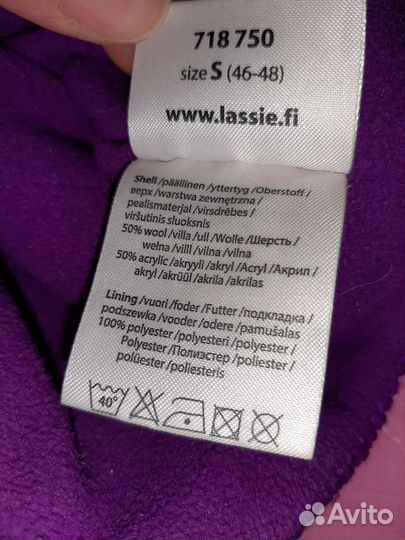 718 750
size S (46-48)
www.lassie.fi
Shell /päällinen /yttertyg /Oberstoff /
верх /warstwa zewnętrzna /
pealismaterjal /virsdrēbes /
viršutinis sluoksnis
50% wool /villa /ull /Wolle /Шерсть /
wełna /villi /vilna /vilna
50% acrylic /akryyli /akryl /Acryl /Акрил /
akryl /akrüül /akrila /akrilas
Lining /vuori /foder /Futter /подкладка /
podszewka /vooder /odere /pamušalas
100% polyester /polyesteri /polyester /
Polyester /Полиэстер /poliester /
polüester /poliesteris
40°
Avito